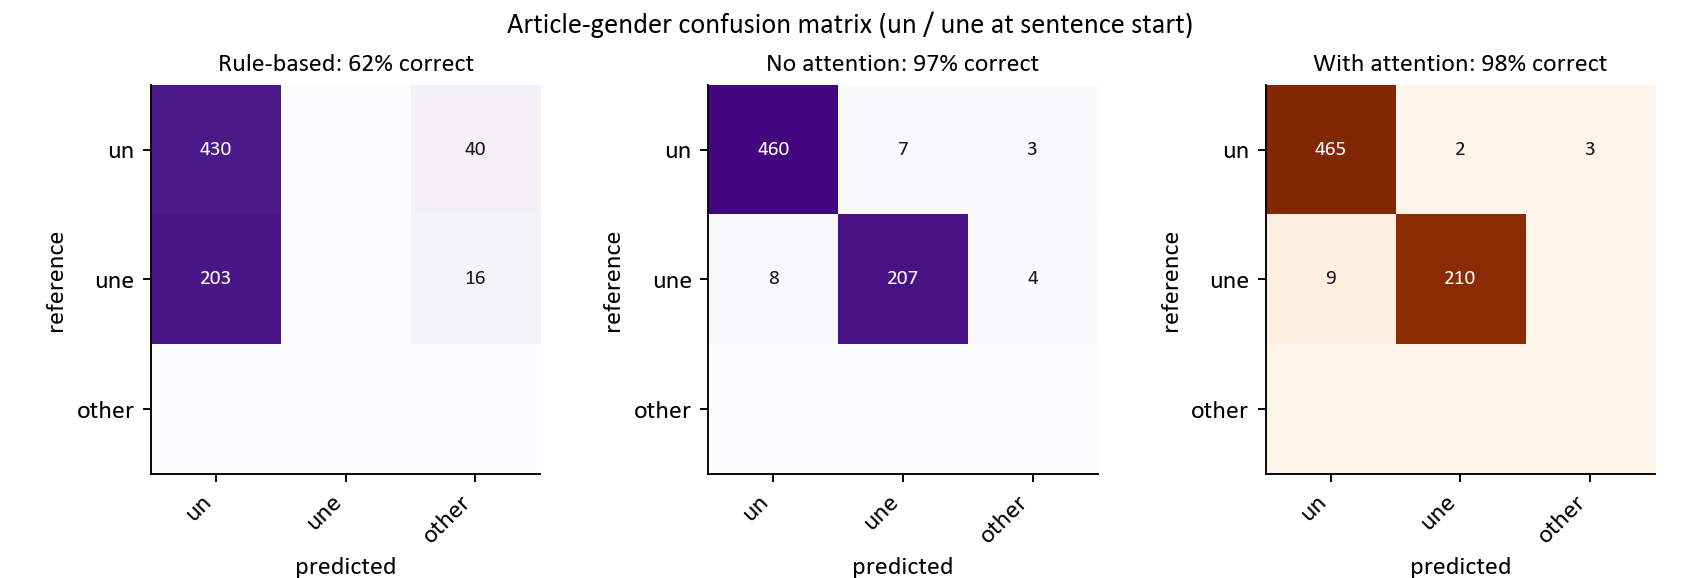 Article-gender confusion matrix (un / une at sentence start)
Rule-based: 62% correct
un
430
40
une
203
16
other
reference
un
une
other
predicted
No attention: 97% correct
un
460
7
3
une
8
207
4
other
reference
un
une
other
predicted
With attention: 98% correct
un
465
2
3
une
9
210
other
reference
un
une
other
predicted